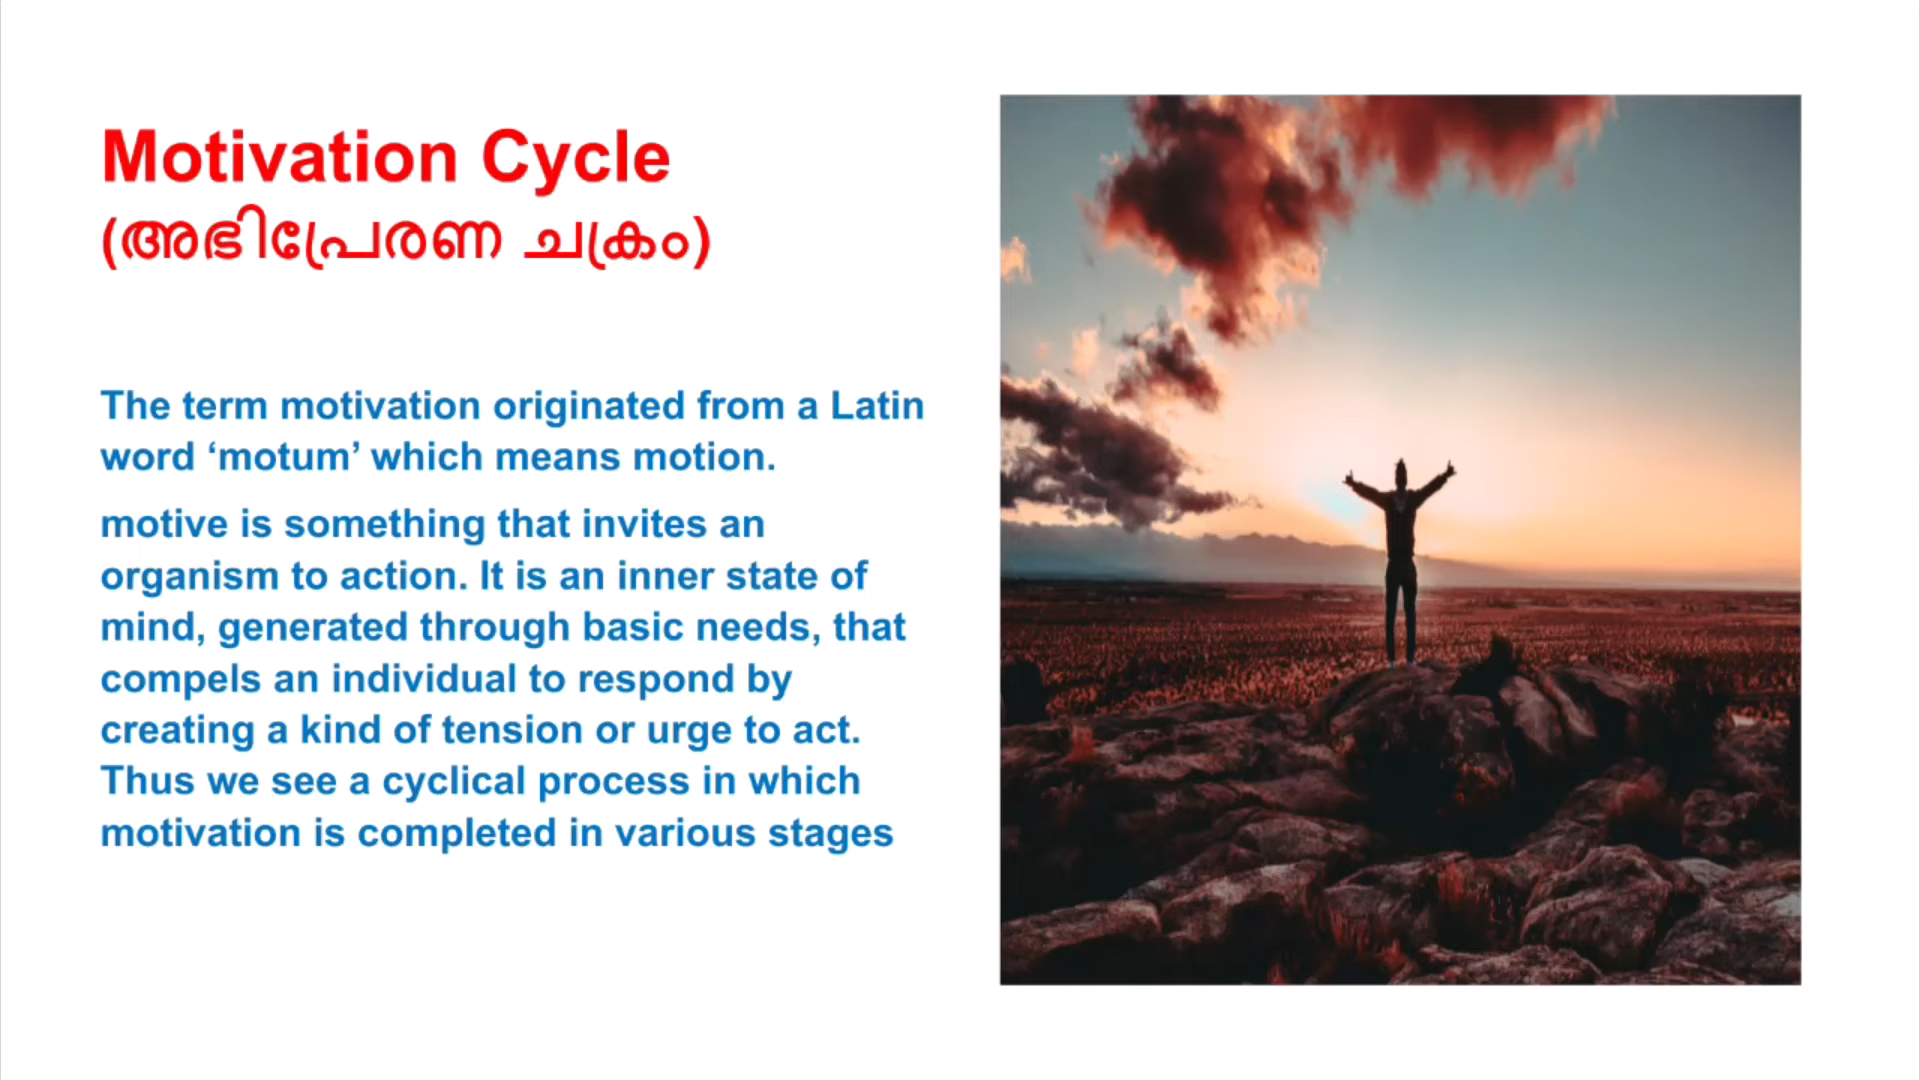 Motivation Cycle
(അഭിപ്രേരണ ചക്രം)
The term motivation originated from a Latin
word ‘motum’ which means motion.
motive is something that invites an
organism to action. It is an inner state of
mind, generated through basic needs, that
compels an individual to respond by
creating a kind of tension or urge to act.
Thus we see a cyclical process in which
motivation is completed in various stages